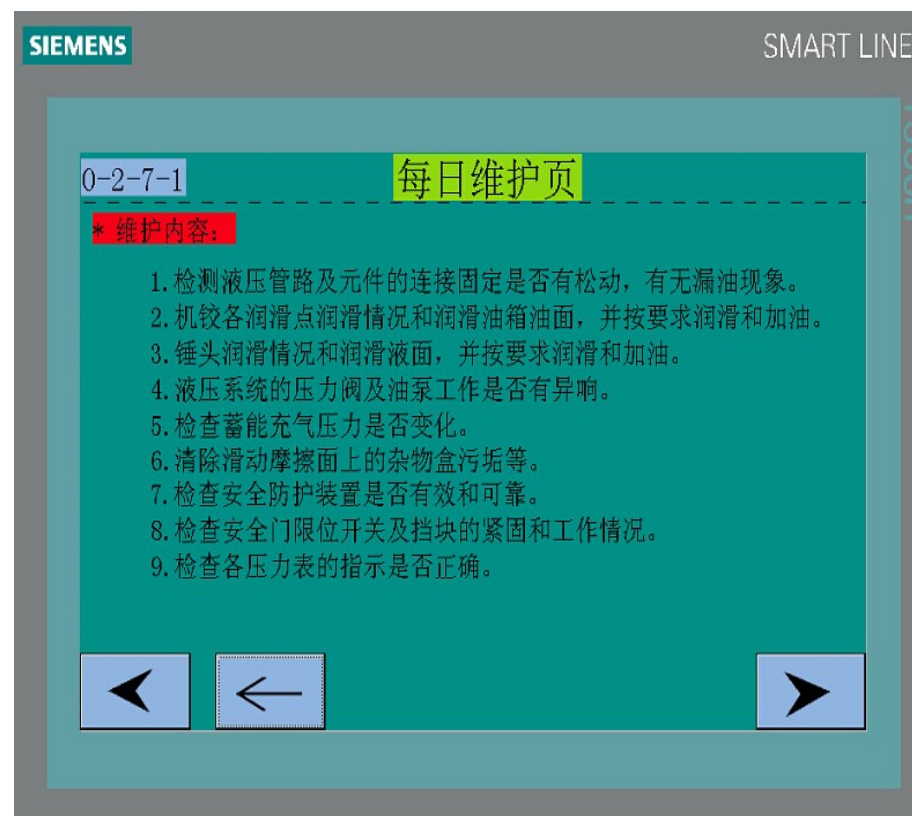 SIEMENS
SMART LINE
0-2-7-1
每日维护页
* 维护内容：
1.检测液压管路及元件的连接固定是否有松动，有无漏油现象。
2.机铰各润滑点润滑情况和润滑油箱油面，并按要求润滑和加油。
3.锤头润滑情况和润滑液面，并按要求润滑和加油。
4.液压系统的压力阀及油泵工作是否有异响。
5.检查蓄能充气压力是否变化。
6.清除滑动摩擦面上的杂物盒污垢等。
7.检查安全防护装置是否有效和可靠。
8.检查安全门限位开关及挡块的紧固和工作情况。
9.检查各压力表的指示是否正确。